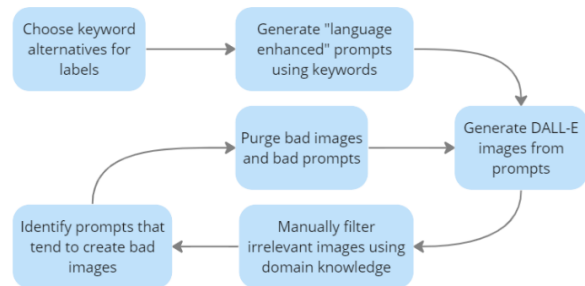 Choose keyword
alternatives for
labels
Generate "language
enhanced" prompts
using keywords
Purge bad images
and bad prompts
Generate DALL-E
images from
prompts
Identify prompts that
tend to create bad
images
Manually filter
irrelevant images using
domain knowledge